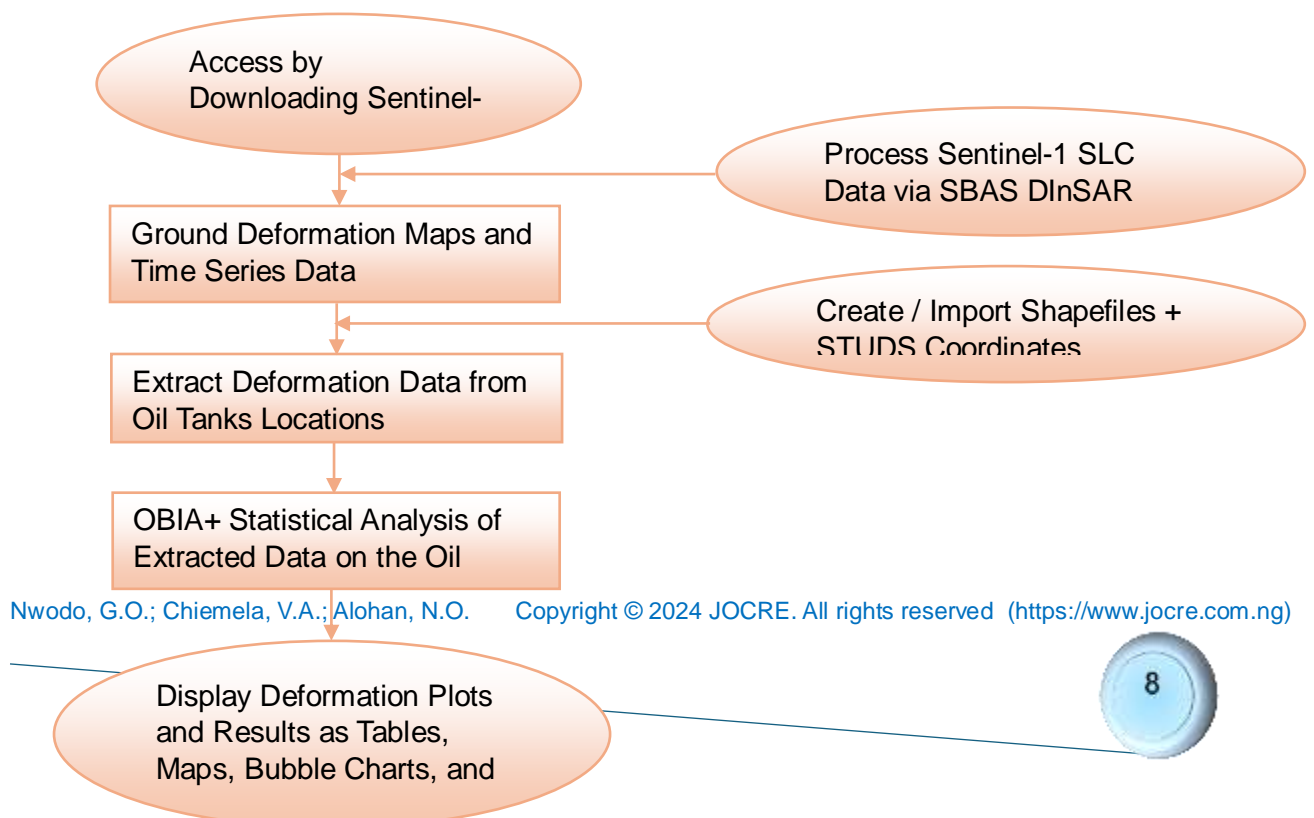 Access by
Downloading Sentinel-
Process Sentinel-1 SLC
Data via SBAS DInSAR
Ground Deformation Maps and
Time Series Data
Create / Import Shapefiles +
STUDS Coordinates
Extract Deformation Data from
Oil Tanks Locations
OBIA+ Statistical Analysis of
Extracted Data on the Oil
Nwodo, G.O.; Chiemela, V.A.; Alohan, N.O. Copyright © 2024 JOCRE. All rights reserved (https://www.jocre.com.ng)
8
Display Deformation Plots
and Results as Tables,
Maps, Bubble Charts, and